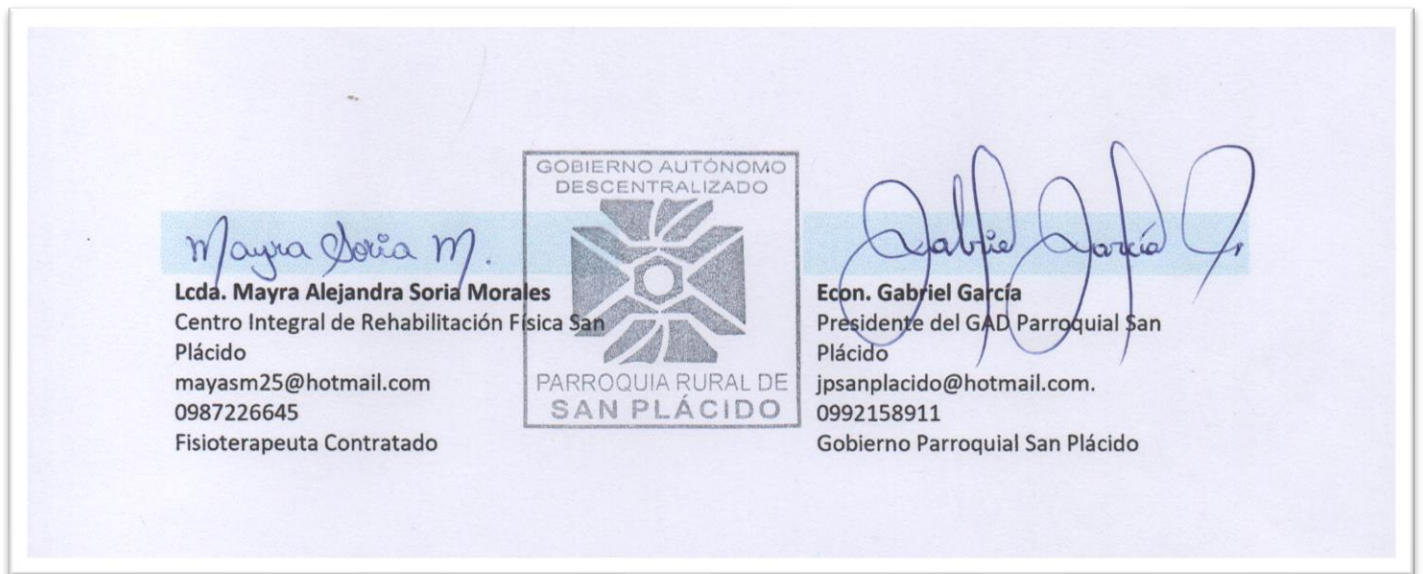 GOBIERNO AUTÓNOMO
DESCENTRALIZADO
PARROQUIA RURAL DE
SAN PLÁCIDO
Mayra Soria M.
Lcda. Mayra Alejandra Soria Morales
Centro Integral de Rehabilitación Física San
Plácido
mayasm25@hotmail.com
0987226645
Fisioterapeuta Contratado
Gabriel García
Econ. Gabriel García
Presidente del GAD Parroquial San
Plácido
jpsanplacido@hotmail.com.
0992158911
Gobierno Parroquial San Plácido